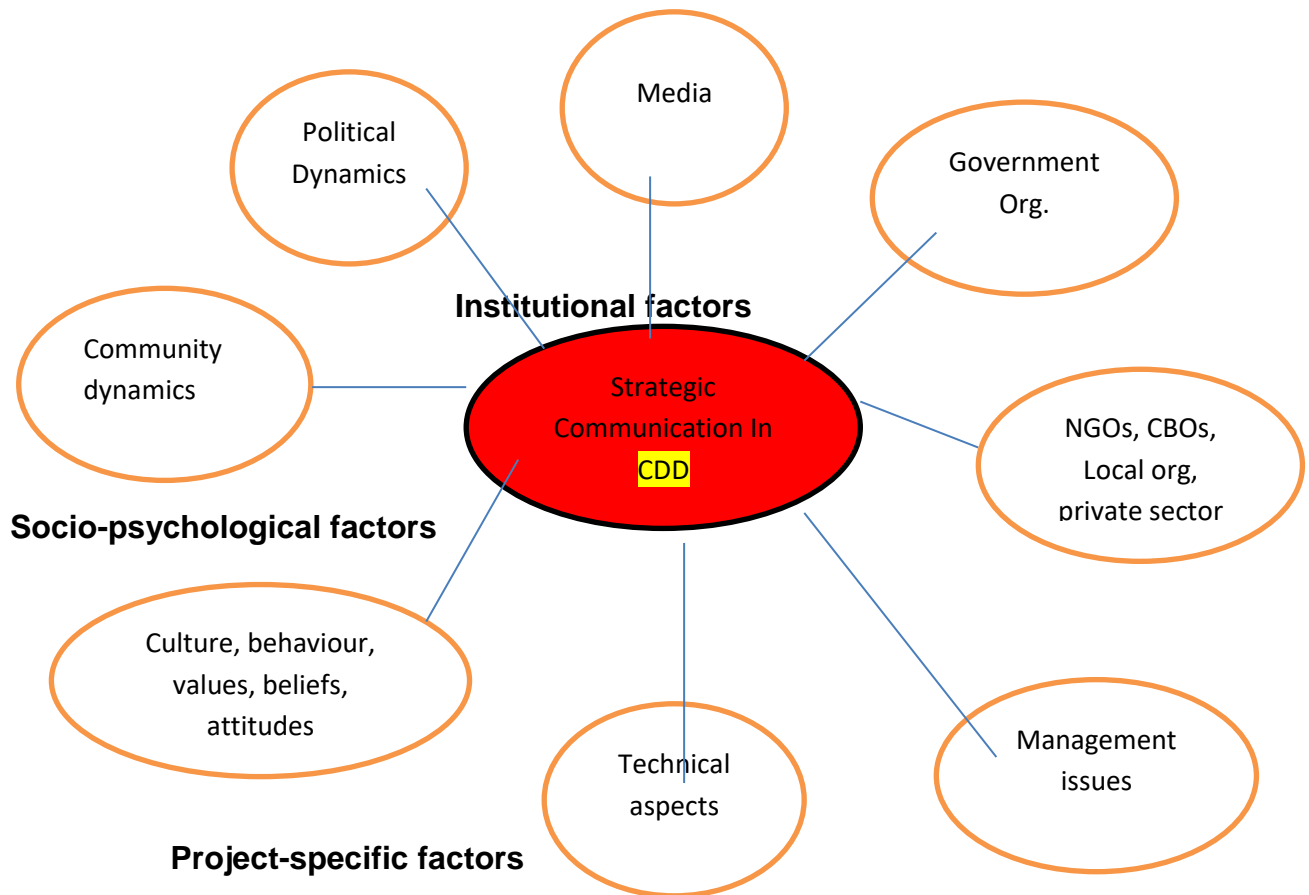 Media
Political
Dynamics
Government
Org.
Institutional factors
Community
dynamics
Strategic
Communication In
CDD
NGOs, CBOs,
Local org,
private sector
Socio-psychological factors
Culture, behaviour,
values, beliefs,
attitudes
Technical
aspects
Management
issues
Project-specific factors